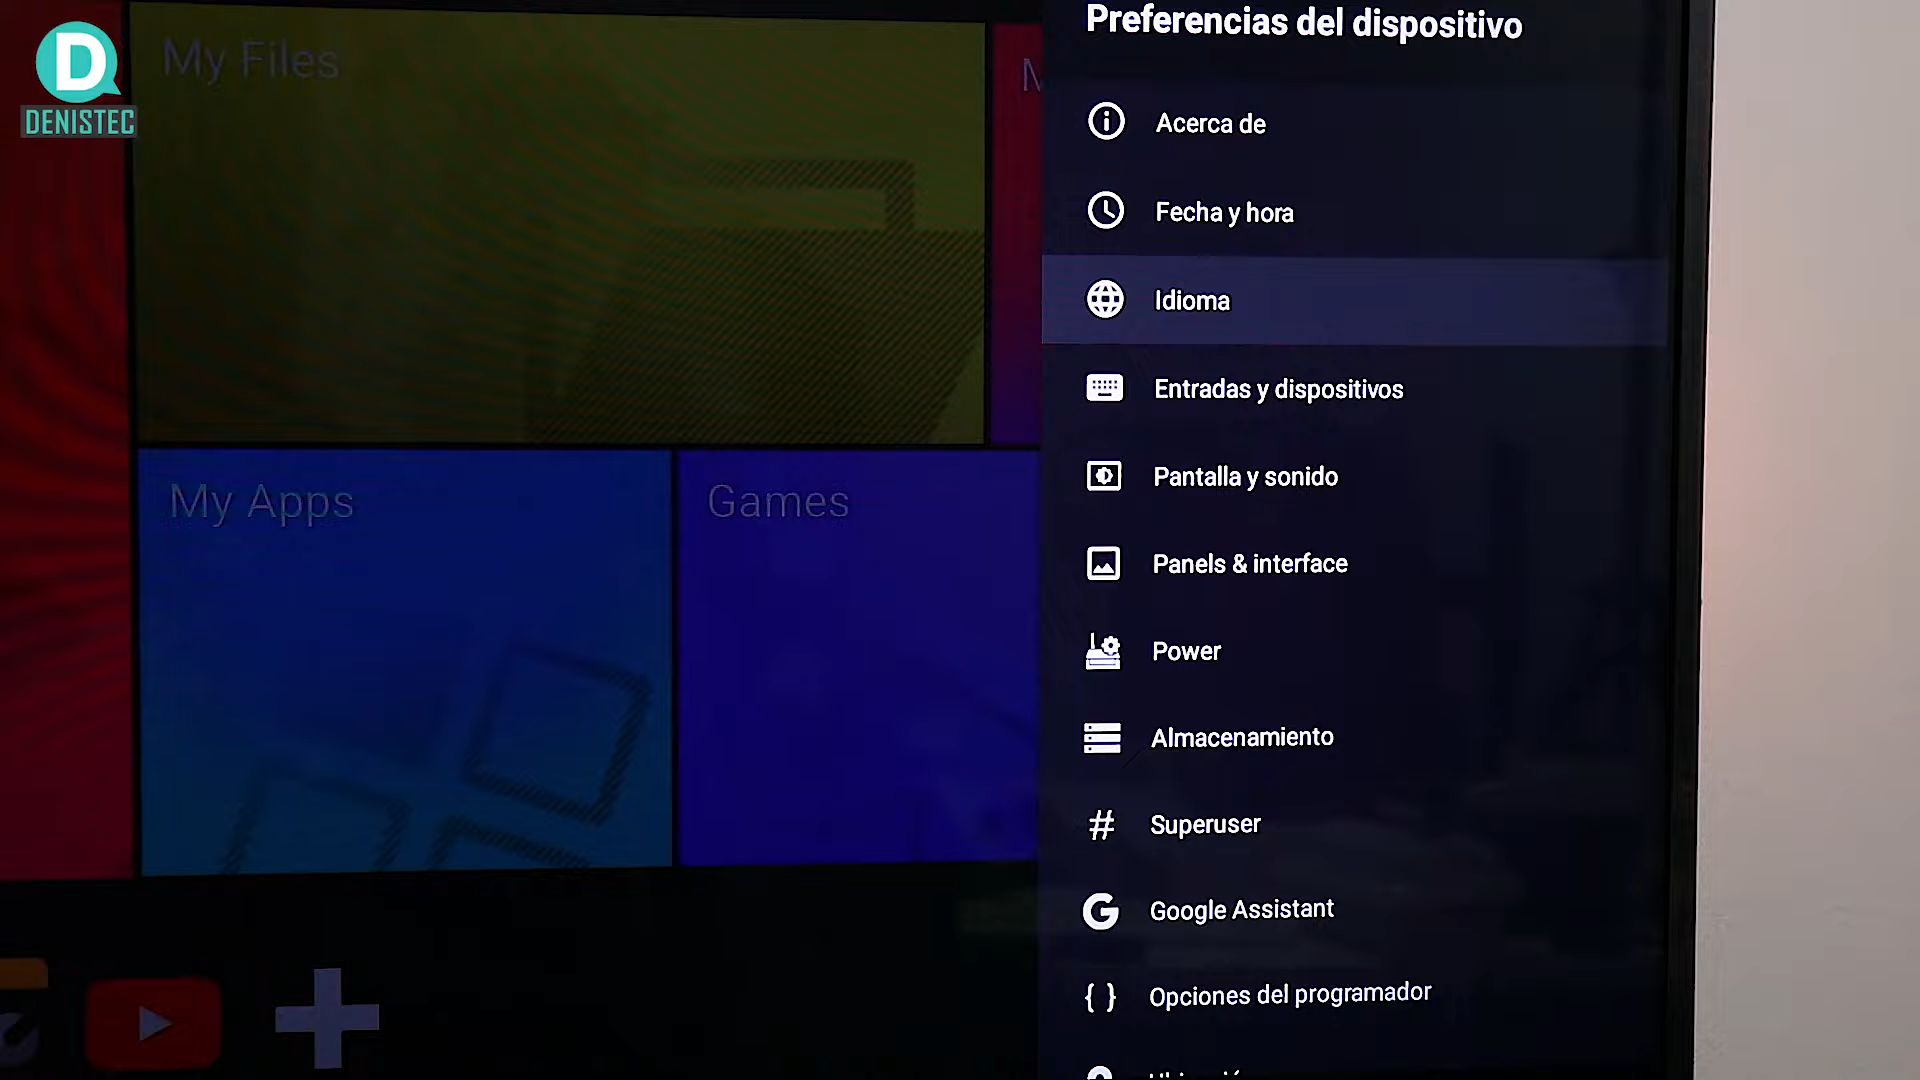 DENISTEC
My Files
My Apps
Games
Preferencias del dispositivo
Acerca de
Fecha y hora
Idioma
Entradas y dispositivos
Pantalla y sonido
Panels & interface
Power
Almacenamiento
Superuser
Google Assistant
Opciones del programador